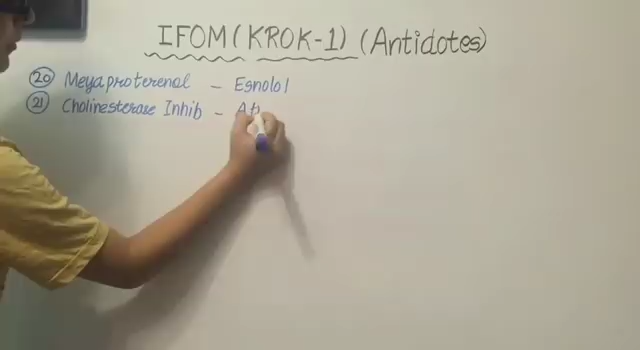 IFOM (KROK-1) (Antidotes)
20 Meyaproterenol - Esnolol
21 Cholinesterase Inhib - At